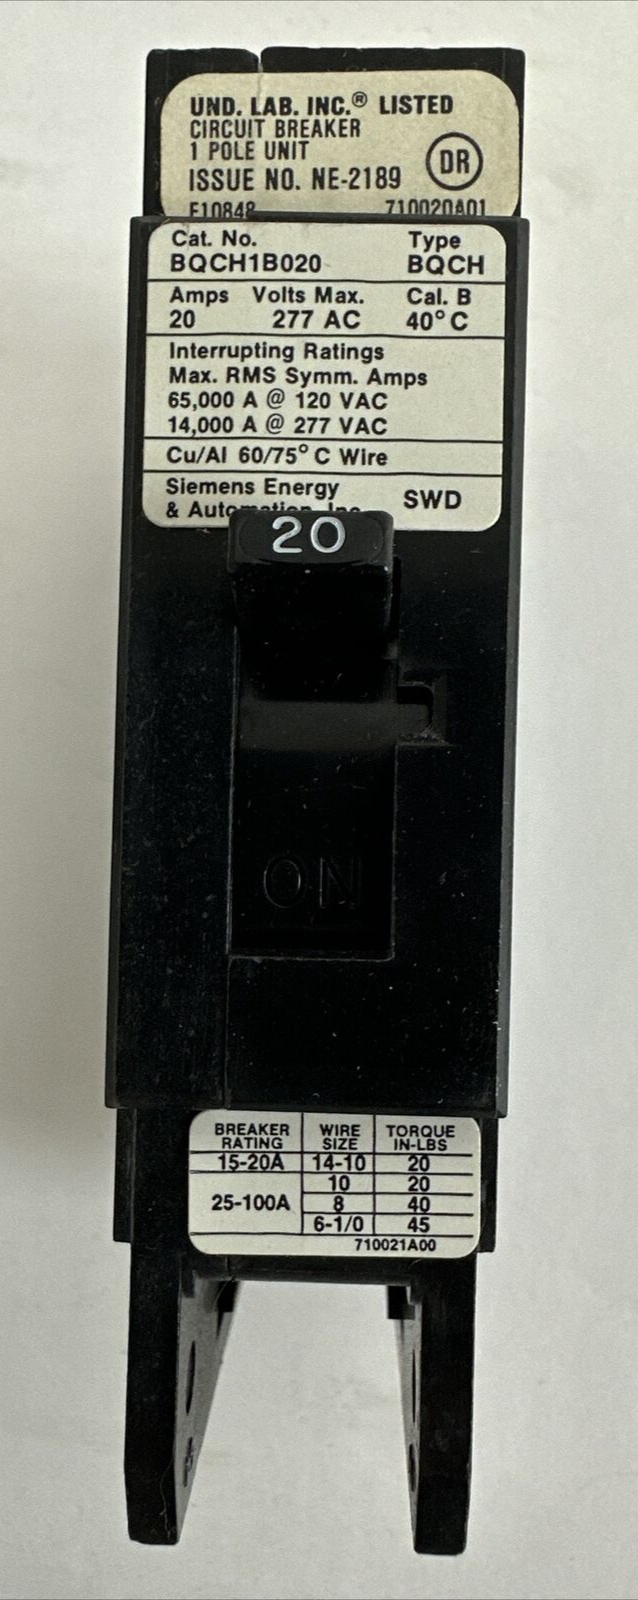 UND. LAB. INC.® LISTED
CIRCUIT BREAKER
1 POLE UNIT
DR
ISSUE NO. NE-2189
E10848 710020A01
Cat. No. Type
BQCH1B020 BQCH
Amps Volts Max. Cal. B
20 277 AC 40° C
Interrupting Ratings
Max. RMS Symm. Amps
65,000 A @ 120 VAC
14,000 A @ 277 VAC
Cu/Al 60/75° C Wire
Siemens Energy
& Automation, Inc. SWD
20
ON
BREAKER RATING WIRE SIZE TORQUE IN-LBS
15-20A 14-10 20
25-100A 10 20
8 40
6-1/0 45
710021A00